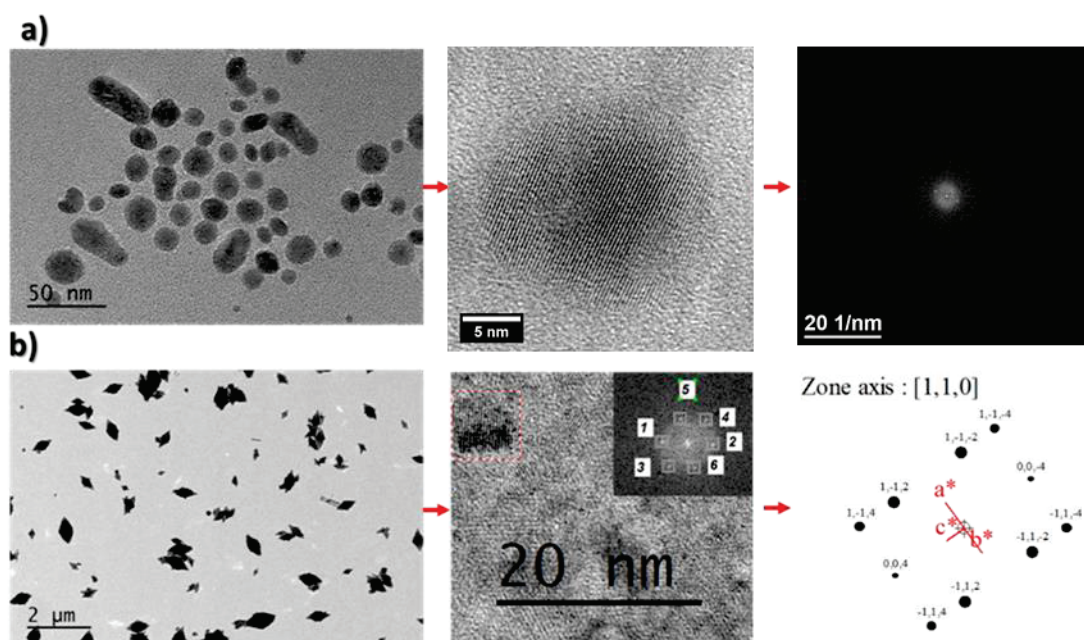 a)
50 nm
5 nm
20 1/nm
b)
2 µm
20 nm
5
1
4
2
3
6
Zone axis : [1,1,0]
1,-1,-4
1,-1,-2
0,0,-4
a*
1,-1,2
1,-1,4
c*
b*
-1,1,-4
-1,1,-2
0,0,4
-1,1,2
-1,1,4